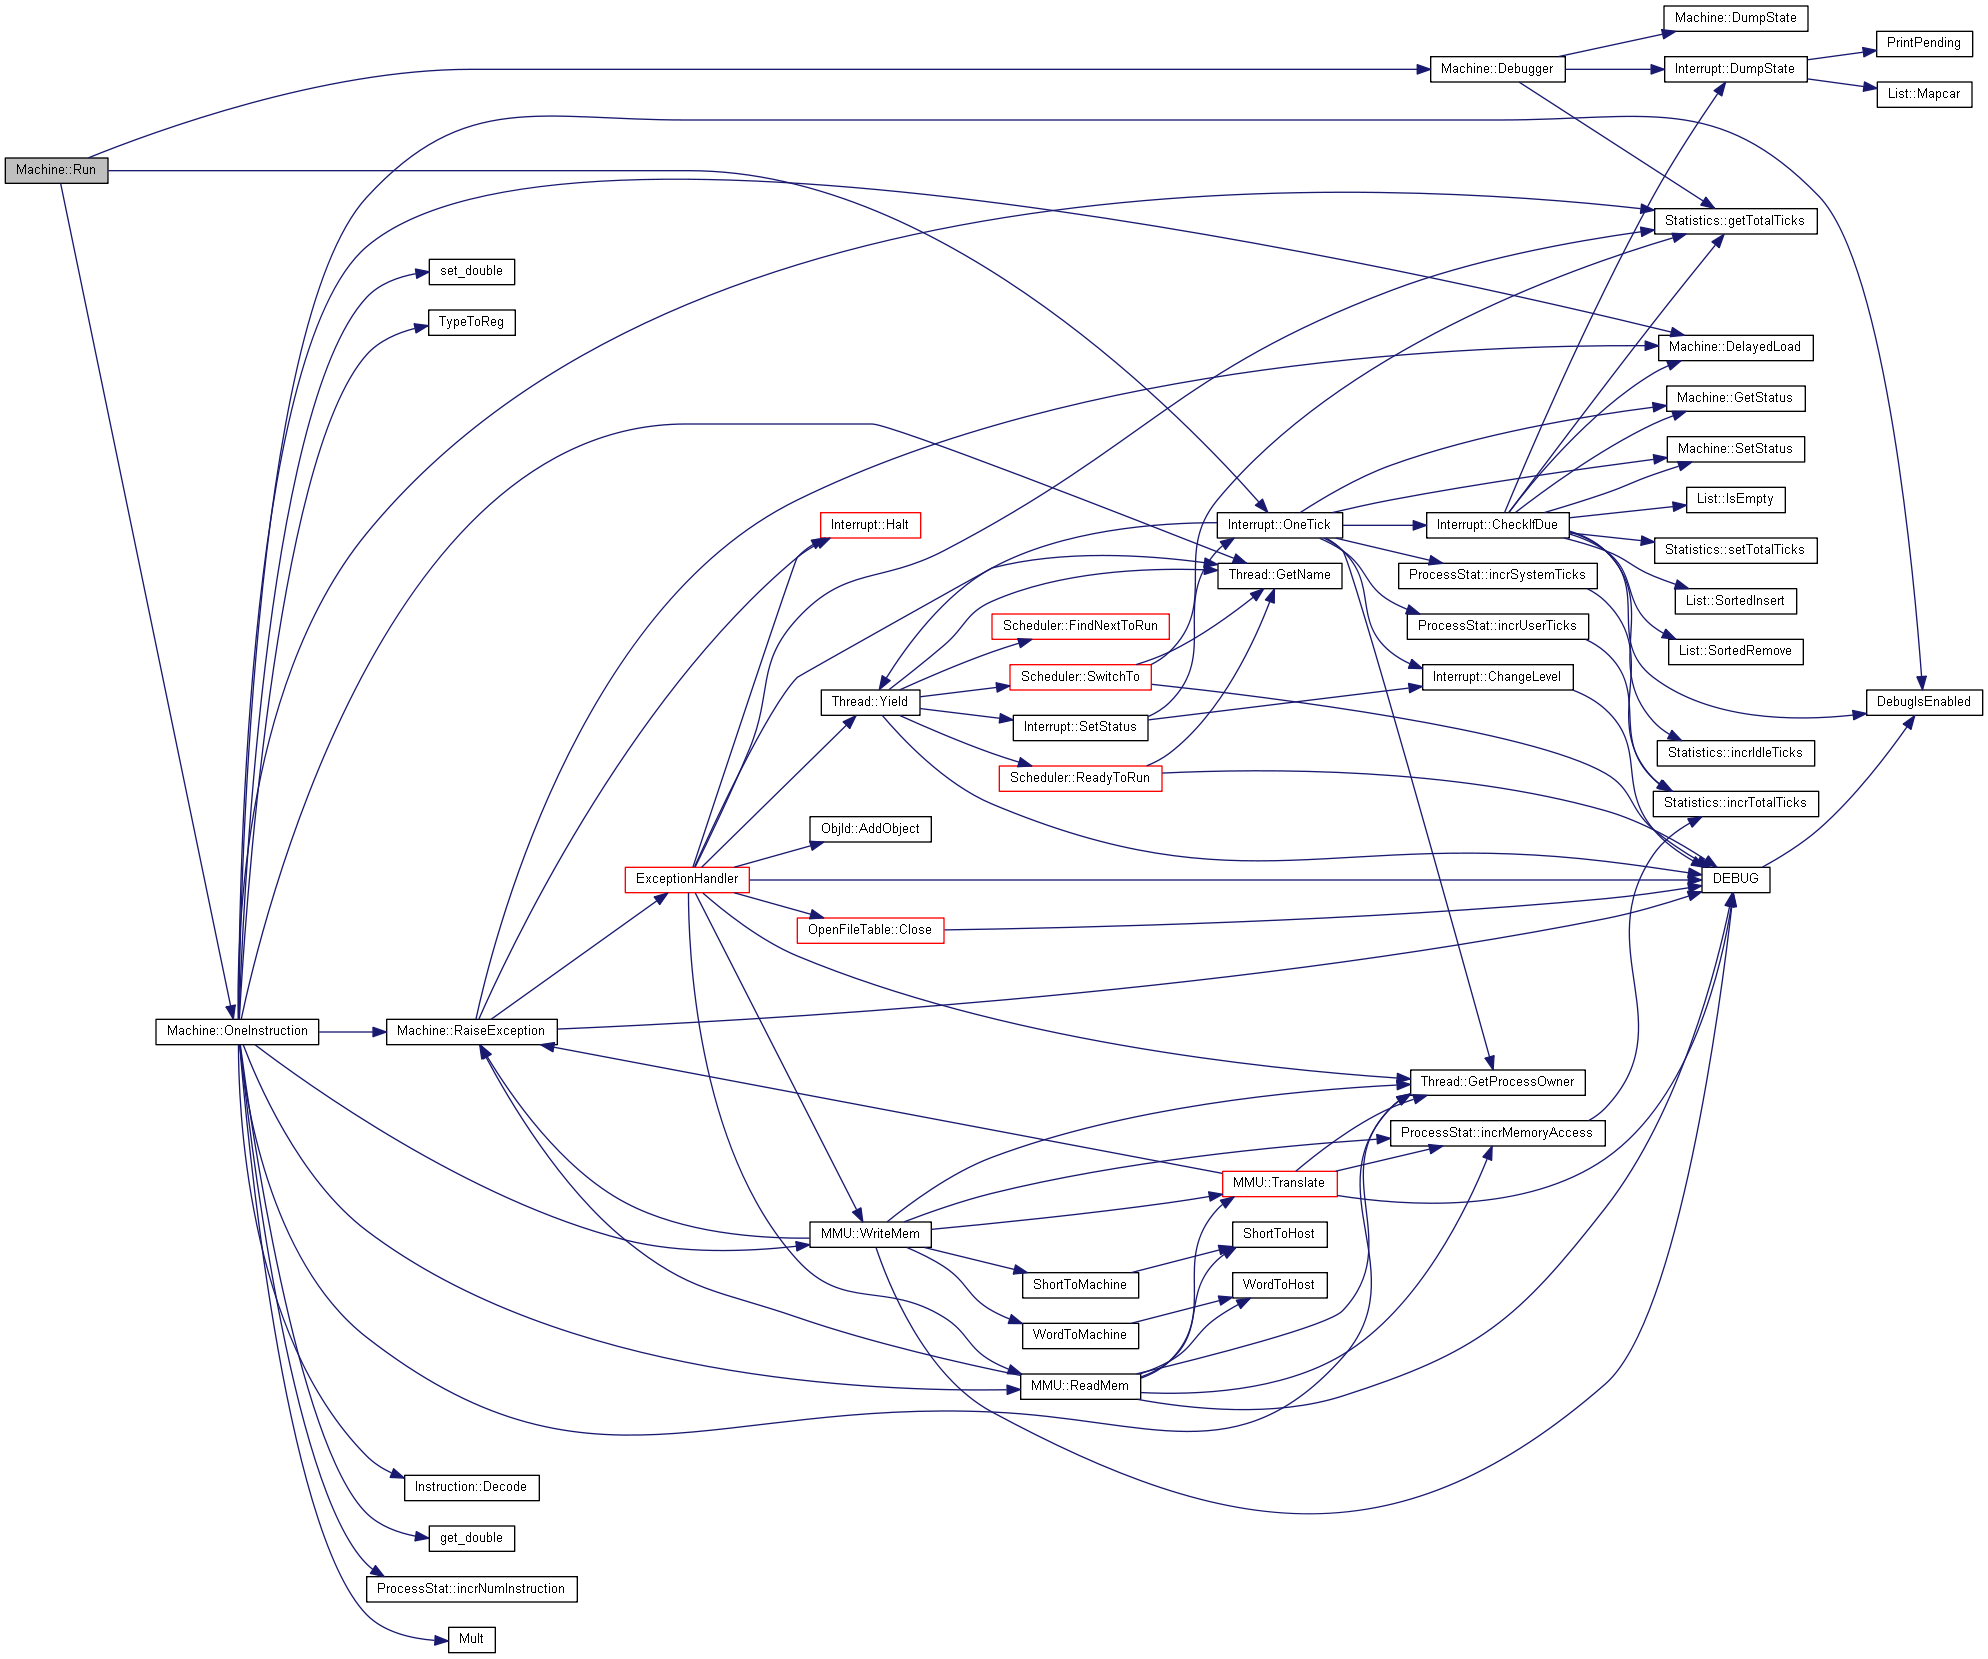 Machine::DumpState
PrintPending
Machine::Debugger
Interrupt::DumpState
List::Mapcar
Machine::Run
Statistics::getTotalTicks
set_double
TypeToReg
Machine::DelayedLoad
Machine::GetStatus
Machine::SetStatus
List::IsEmpty
Interrupt::Halt
Interrupt::OneTick
Interrupt::CheckIfDue
Statistics::setTotalTicks
Thread::GetName
ProcessStat::incrSystemTicks
List::SortedInsert
Scheduler::FindNextToRun
ProcessStat::incrUserTicks
List::SortedRemove
Scheduler::SwitchTo
Interrupt::ChangeLevel
Thread::Yield
DebugIsEnabled
Interrupt::SetStatus
Statistics::incrIdleTicks
Scheduler::ReadyToRun
Statistics::incrTotalTicks
ObjId::AddObject
ExceptionHandler
DEBUG
OpenFileTable::Close
Machine::OneInstruction
Machine::RaiseException
Thread::GetProcessOwner
ProcessStat::incrMemoryAccess
MMU::Translate
MMU::WriteMem
ShortToHost
ShortToMachine
WordToHost
WordToMachine
MMU::ReadMem
Instruction::Decode
get_double
ProcessStat::incrNumInstruction
Mult